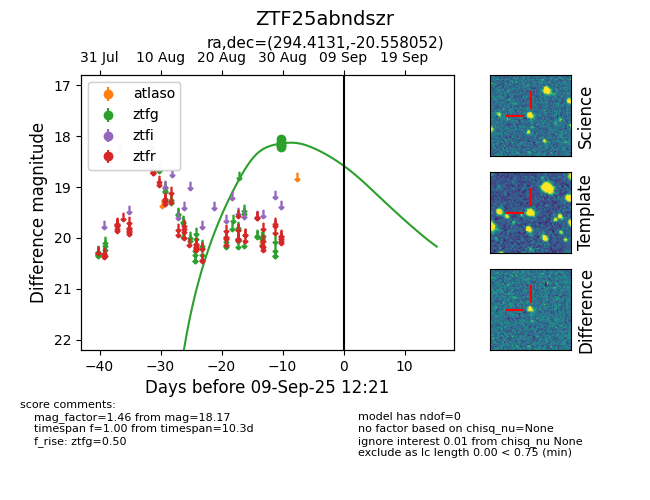 ZTF25abndszr
ra,dec=(294.4131,-20.558052)
31 Jul 10 Aug 20 Aug 30 Aug 09 Sep 19 Sep
17
18
19
20
21
22
Difference magnitude
atlaso
ztfg
ztfi
ztfr
−40 −30 −20 −10 0 10
Days before 09-Sep-25 12:21
Science
Template
Difference
score comments:
mag_factor=1.46 from mag=18.17
timespan f=1.00 from timespan=10.3d
f_rise: ztfg=0.50
model has ndof=0
no factor based on chisq_nu=None
ignore interest 0.01 from chisq_nu None
exclude as lc length 0.00 < 0.75 (min)